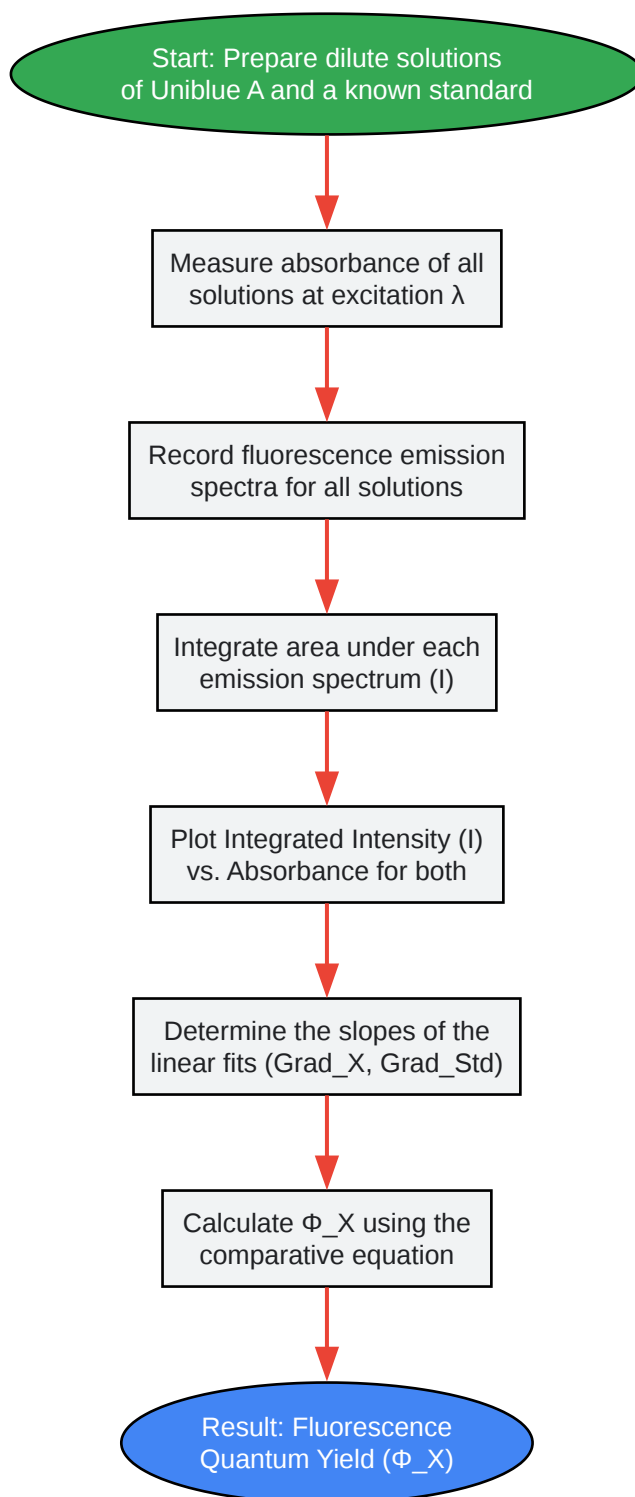 Start: Prepare dilute solutions
of Uniblue A and a known standard
Measure absorbance of all
solutions at excitation λ
Record fluorescence emission
spectra for all solutions
Integrate area under each
emission spectrum (I)
Plot Integrated Intensity (I)
vs. Absorbance for both
Determine the slopes of the
linear fits (Grad_X, Grad_Std)
Calculate Φ_X using the
comparative equation
Result: Fluorescence
Quantum Yield (Φ_X)